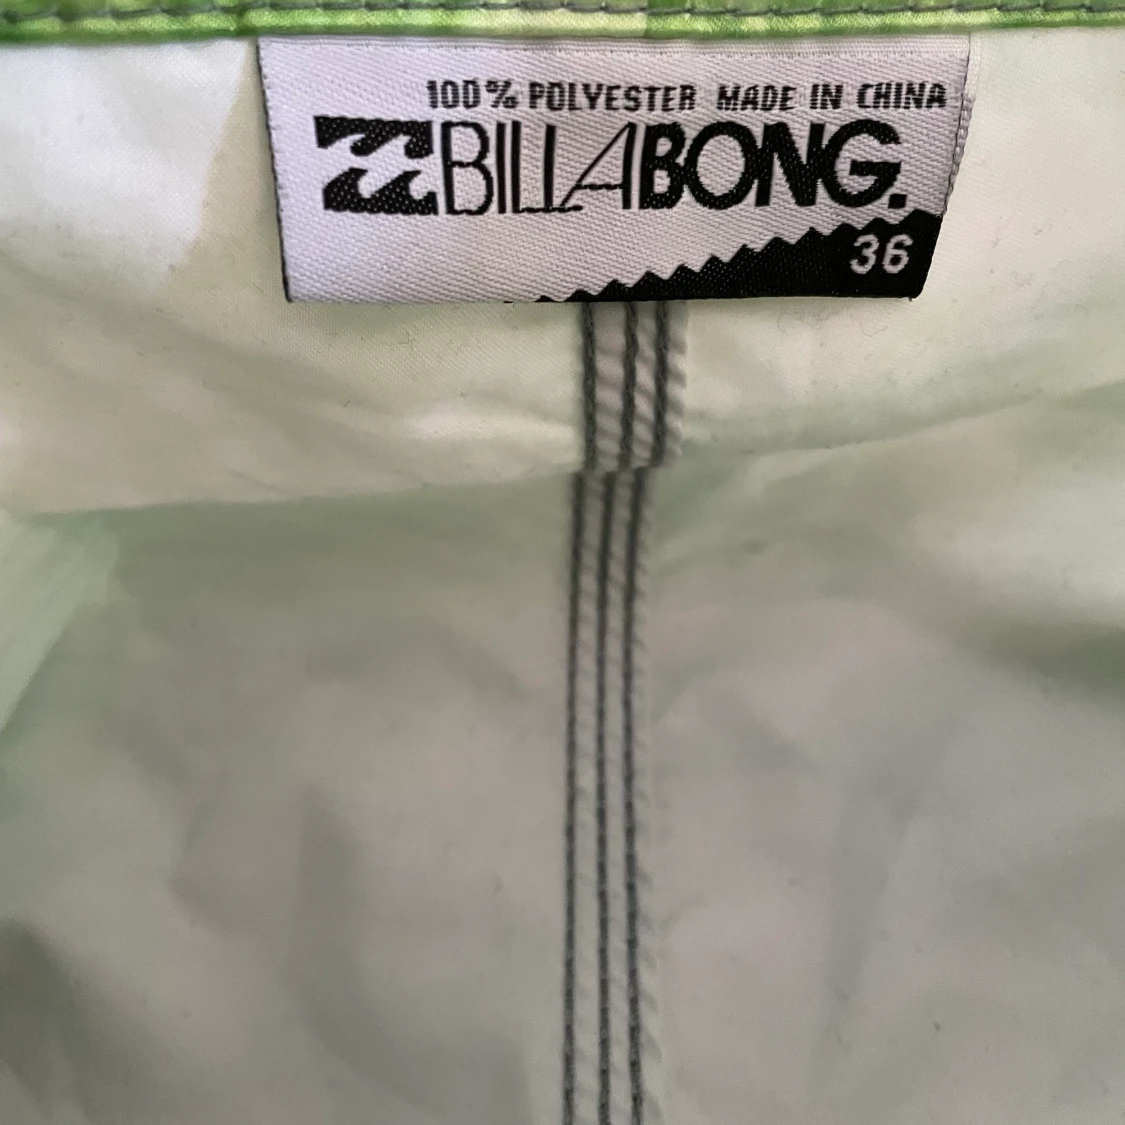 100% POLYESTER MADE IN CHINA
BILLABONG.
36